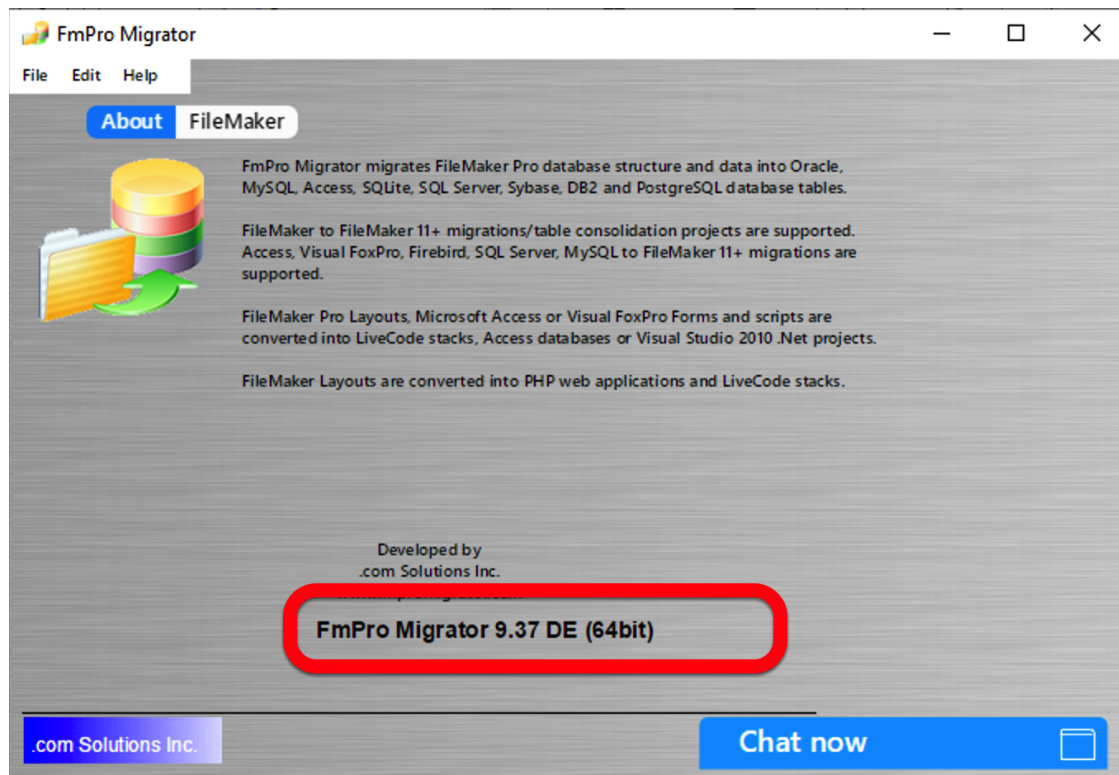 FmPro Migrator
File Edit Help
About FileMaker
FmPro Migrator migrates FileMaker Pro database structure and data into Oracle,
MySQL, Access, SQLite, SQL Server, Sybase, DB2 and PostgreSQL database tables.
FileMaker to FileMaker 11+ migrations/table consolidation projects are supported.
Access, Visual FoxPro, Firebird, SQL Server, MySQL to FileMaker 11+ migrations are
supported.
FileMaker Pro Layouts, Microsoft Access or Visual FoxPro Forms and scripts are
converted into LiveCode stacks, Access databases or Visual Studio 2010 .Net projects.
FileMaker Layouts are converted into PHP web applications and LiveCode stacks.
Developed by
.com Solutions Inc.
FmPro Migrator 9.37 DE (64bit)
.com Solutions Inc.
Chat now